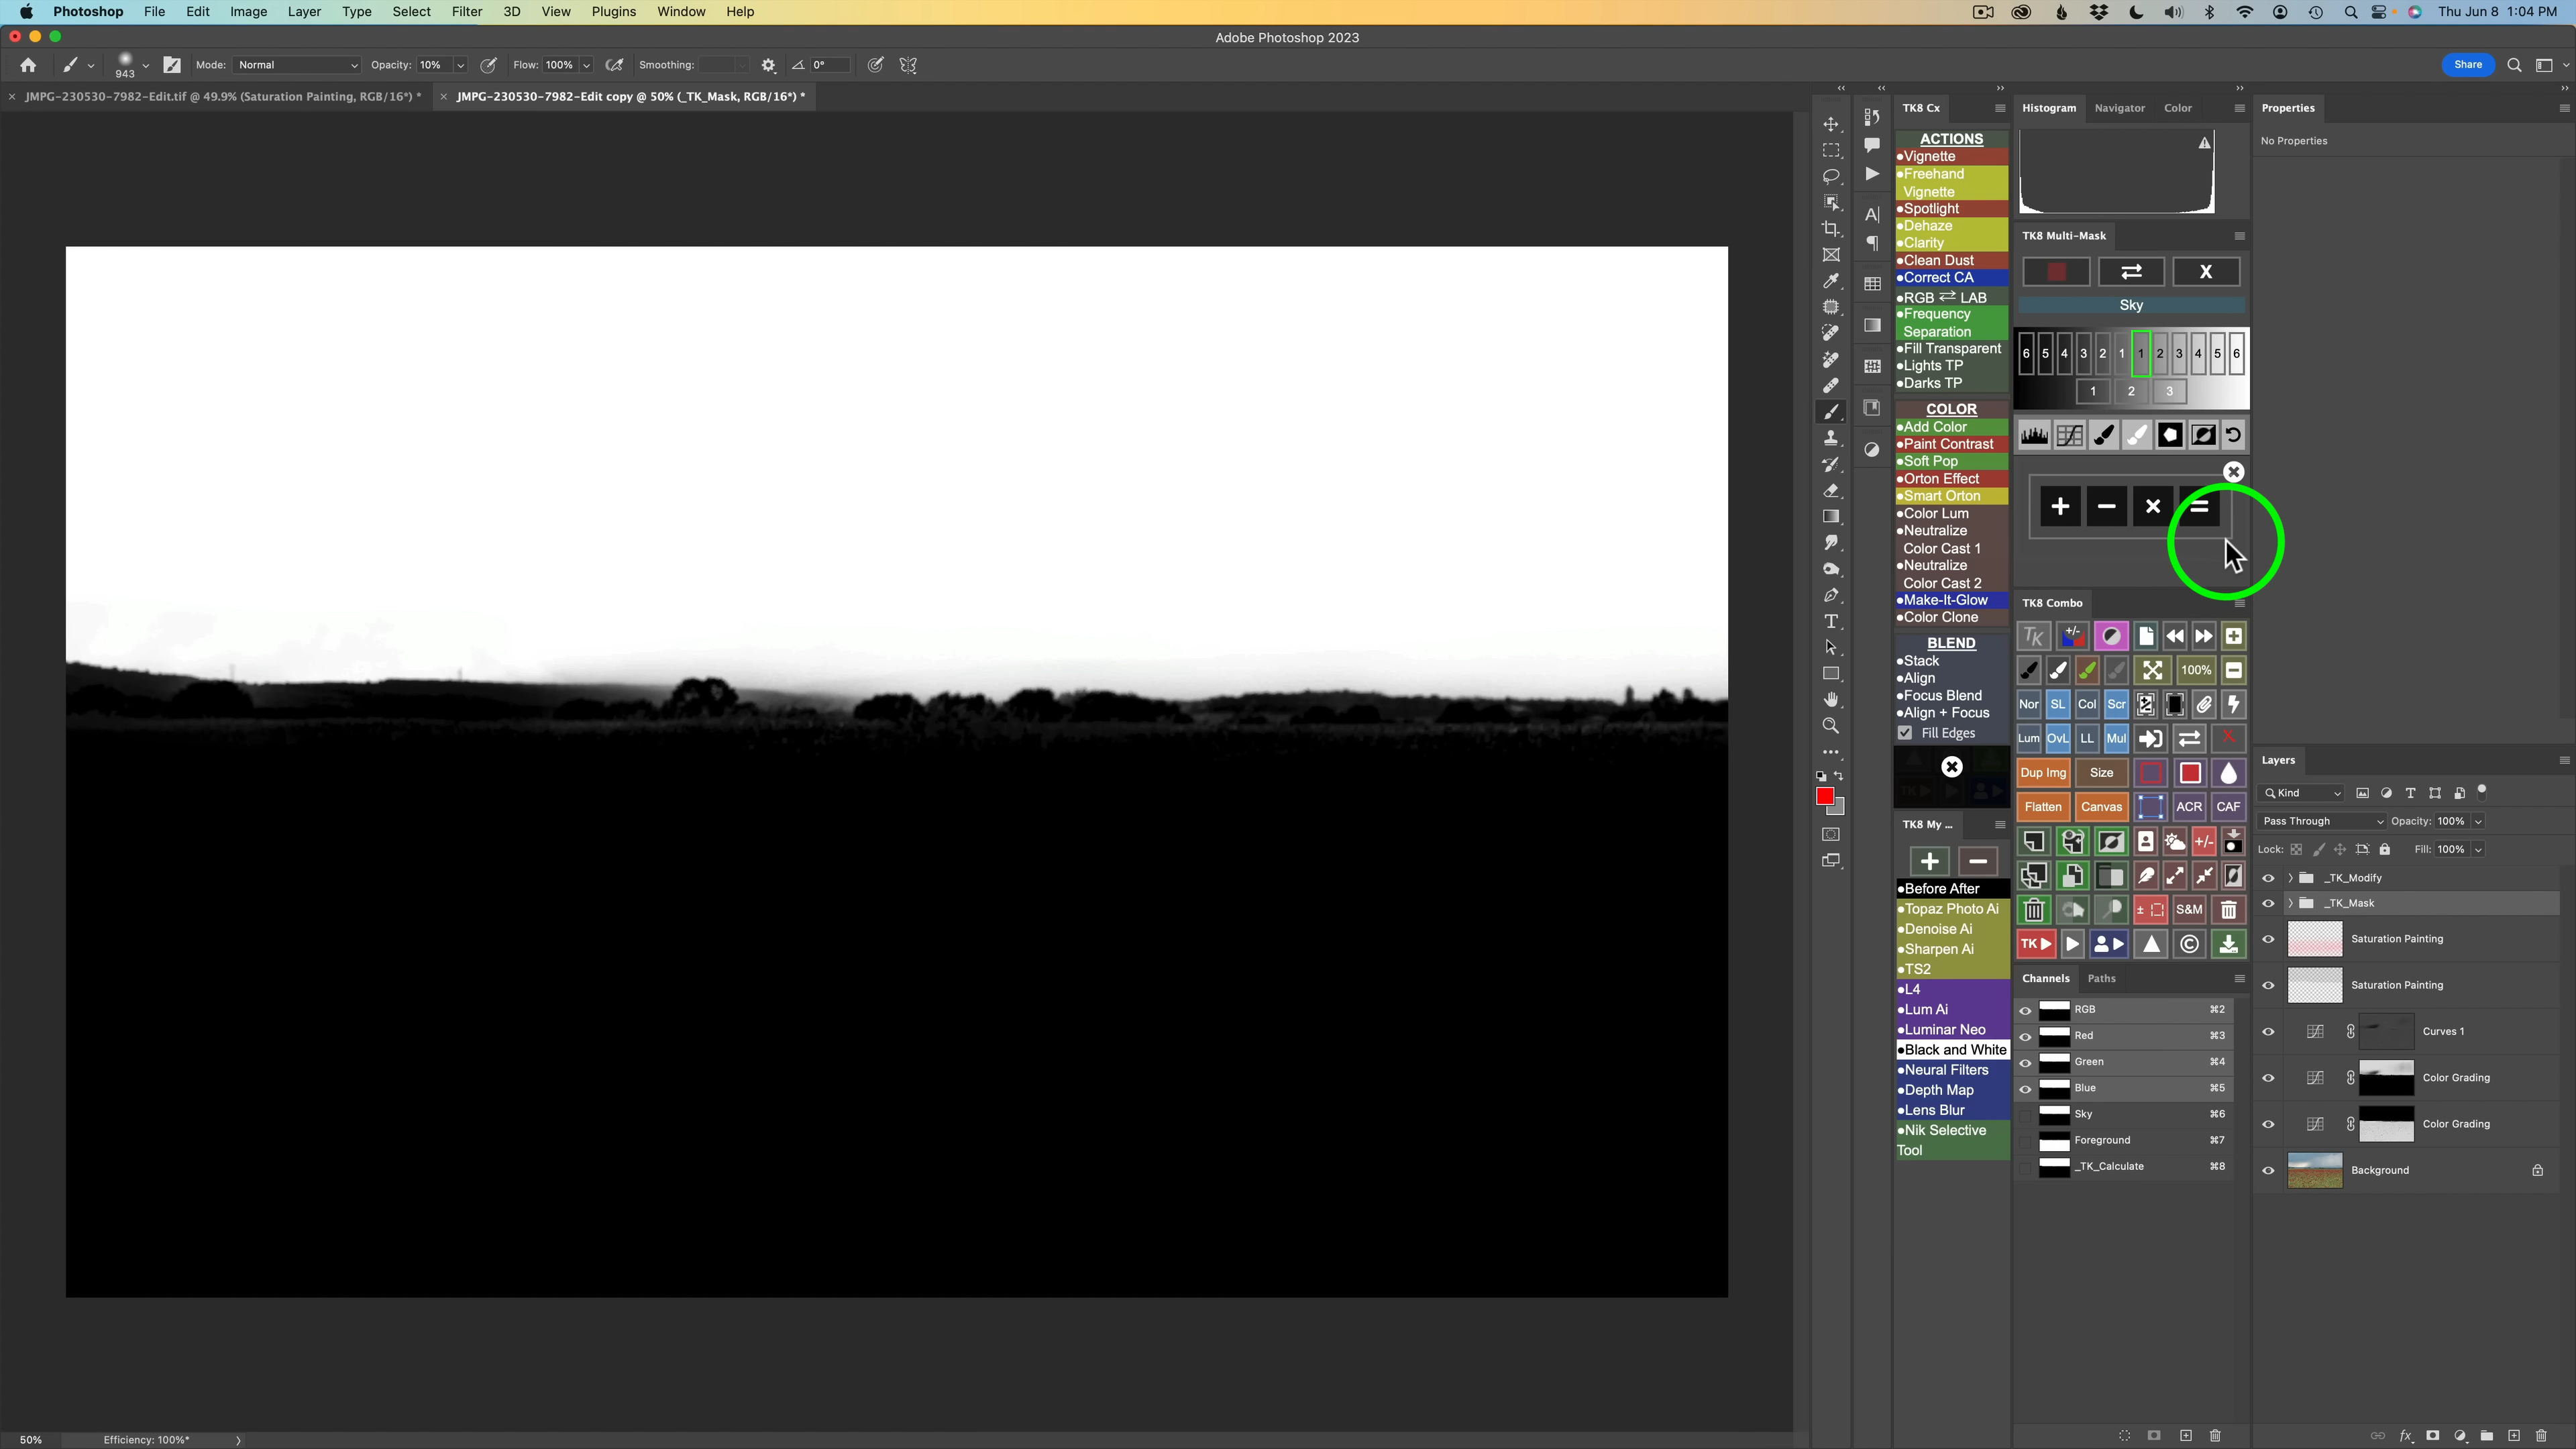 Photoshop File Edit Image Layer Type Select Filter 3D View Plugins Window Help Thu Jun 8 1:04 PM
Adobe Photoshop 2023
943 Mode: Normal Opacity: 10% Flow: 100% Smoothing: 0° Share
JMPG-230530-7982-Edit.tif @ 49.9% (Saturation Painting, RGB/16*) * JMPG-230530-7982-Edit copy @ 50% (_TK_Mask, RGB/16*) *
TK8 Cx
ACTIONS
Vignette
Freehand
Vignette
Spotlight
Dehaze
Clarity
Clean Dust
Correct CA
RGB ⇄ LAB
Frequency
Separation
Fill Transparent
Lights TP
Darks TP
COLOR
Add Color
Paint Contrast
Soft Pop
Orton Effect
Smart Orton
Color Lum
Neutralize
Color Cast 1
Neutralize
Color Cast 2
Make-It-Glow
Color Clone
BLEND
Stack
Align
Focus Blend
Align + Focus
Fill Edges
TK8 My ...
+ −
Before After
Topaz Photo Ai
Denoise Ai
Sharpen Ai
TS2
L4
Lum Ai
Luminar Neo
Black and White
Neural Filters
Depth Map
Lens Blur
Nik Selective
Tool
Histogram Navigator Color
TK8 Multi-Mask
X
Sky
6 5 4 3 2 1 1 2 3 4 5 6
1 2 3
+ − × =
TK8 Combo
TK +/-
100%
Nor SL Col Scr
Lum OvL LL Mul X
Dup Img Size
Flatten Canvas ACR CAF
+/-
± S&M
TK ©
Channels Paths
RGB ⌘2
Red ⌘3
Green ⌘4
Blue ⌘5
Sky ⌘6
Foreground ⌘7
_TK_Calculate ⌘8
Properties
No Properties
Layers
Kind
Pass Through Opacity: 100%
Lock: Fill: 100%
_TK_Modify
_TK_Mask
Saturation Painting
Saturation Painting
Curves 1
Color Grading
Color Grading
Background
50% Efficiency: 100%*